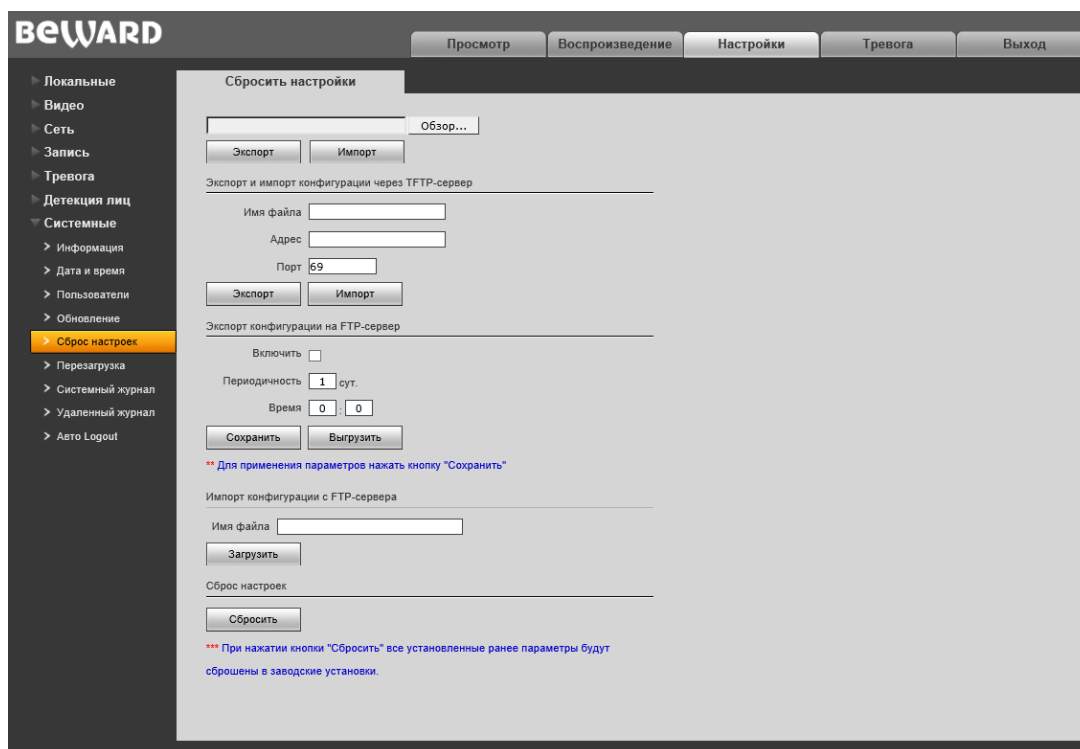 BEWARD
Просмотр
Воспроизведение
Настройки
Тревога
Выход
Локальные
Видео
Сеть
Запись
Тревога
Детекция лиц
Системные
Информация
Дата и время
Пользователи
Обновление
Сброс настроек
Перезагрузка
Системный журнал
Удаленный журнал
Авто Logout
Сбросить настройки
Обзор...
Экспорт Импорт
Экспорт и импорт конфигурации через TFTP-сервер
Имя файла
Адрес
Порт 69
Экспорт Импорт
Экспорт конфигурации на FTP-сервер
Включить
Периодичность 1 сут.
Время 0 : 0
Сохранить Выгрузить
** Для применения параметров нажать кнопку "Сохранить"
Импорт конфигурации с FTP-сервера
Имя файла
Загрузить
Сброс настроек
Сбросить
*** При нажатии кнопки "Сбросить" все установленные ранее параметры будут
сброшены в заводские установки.